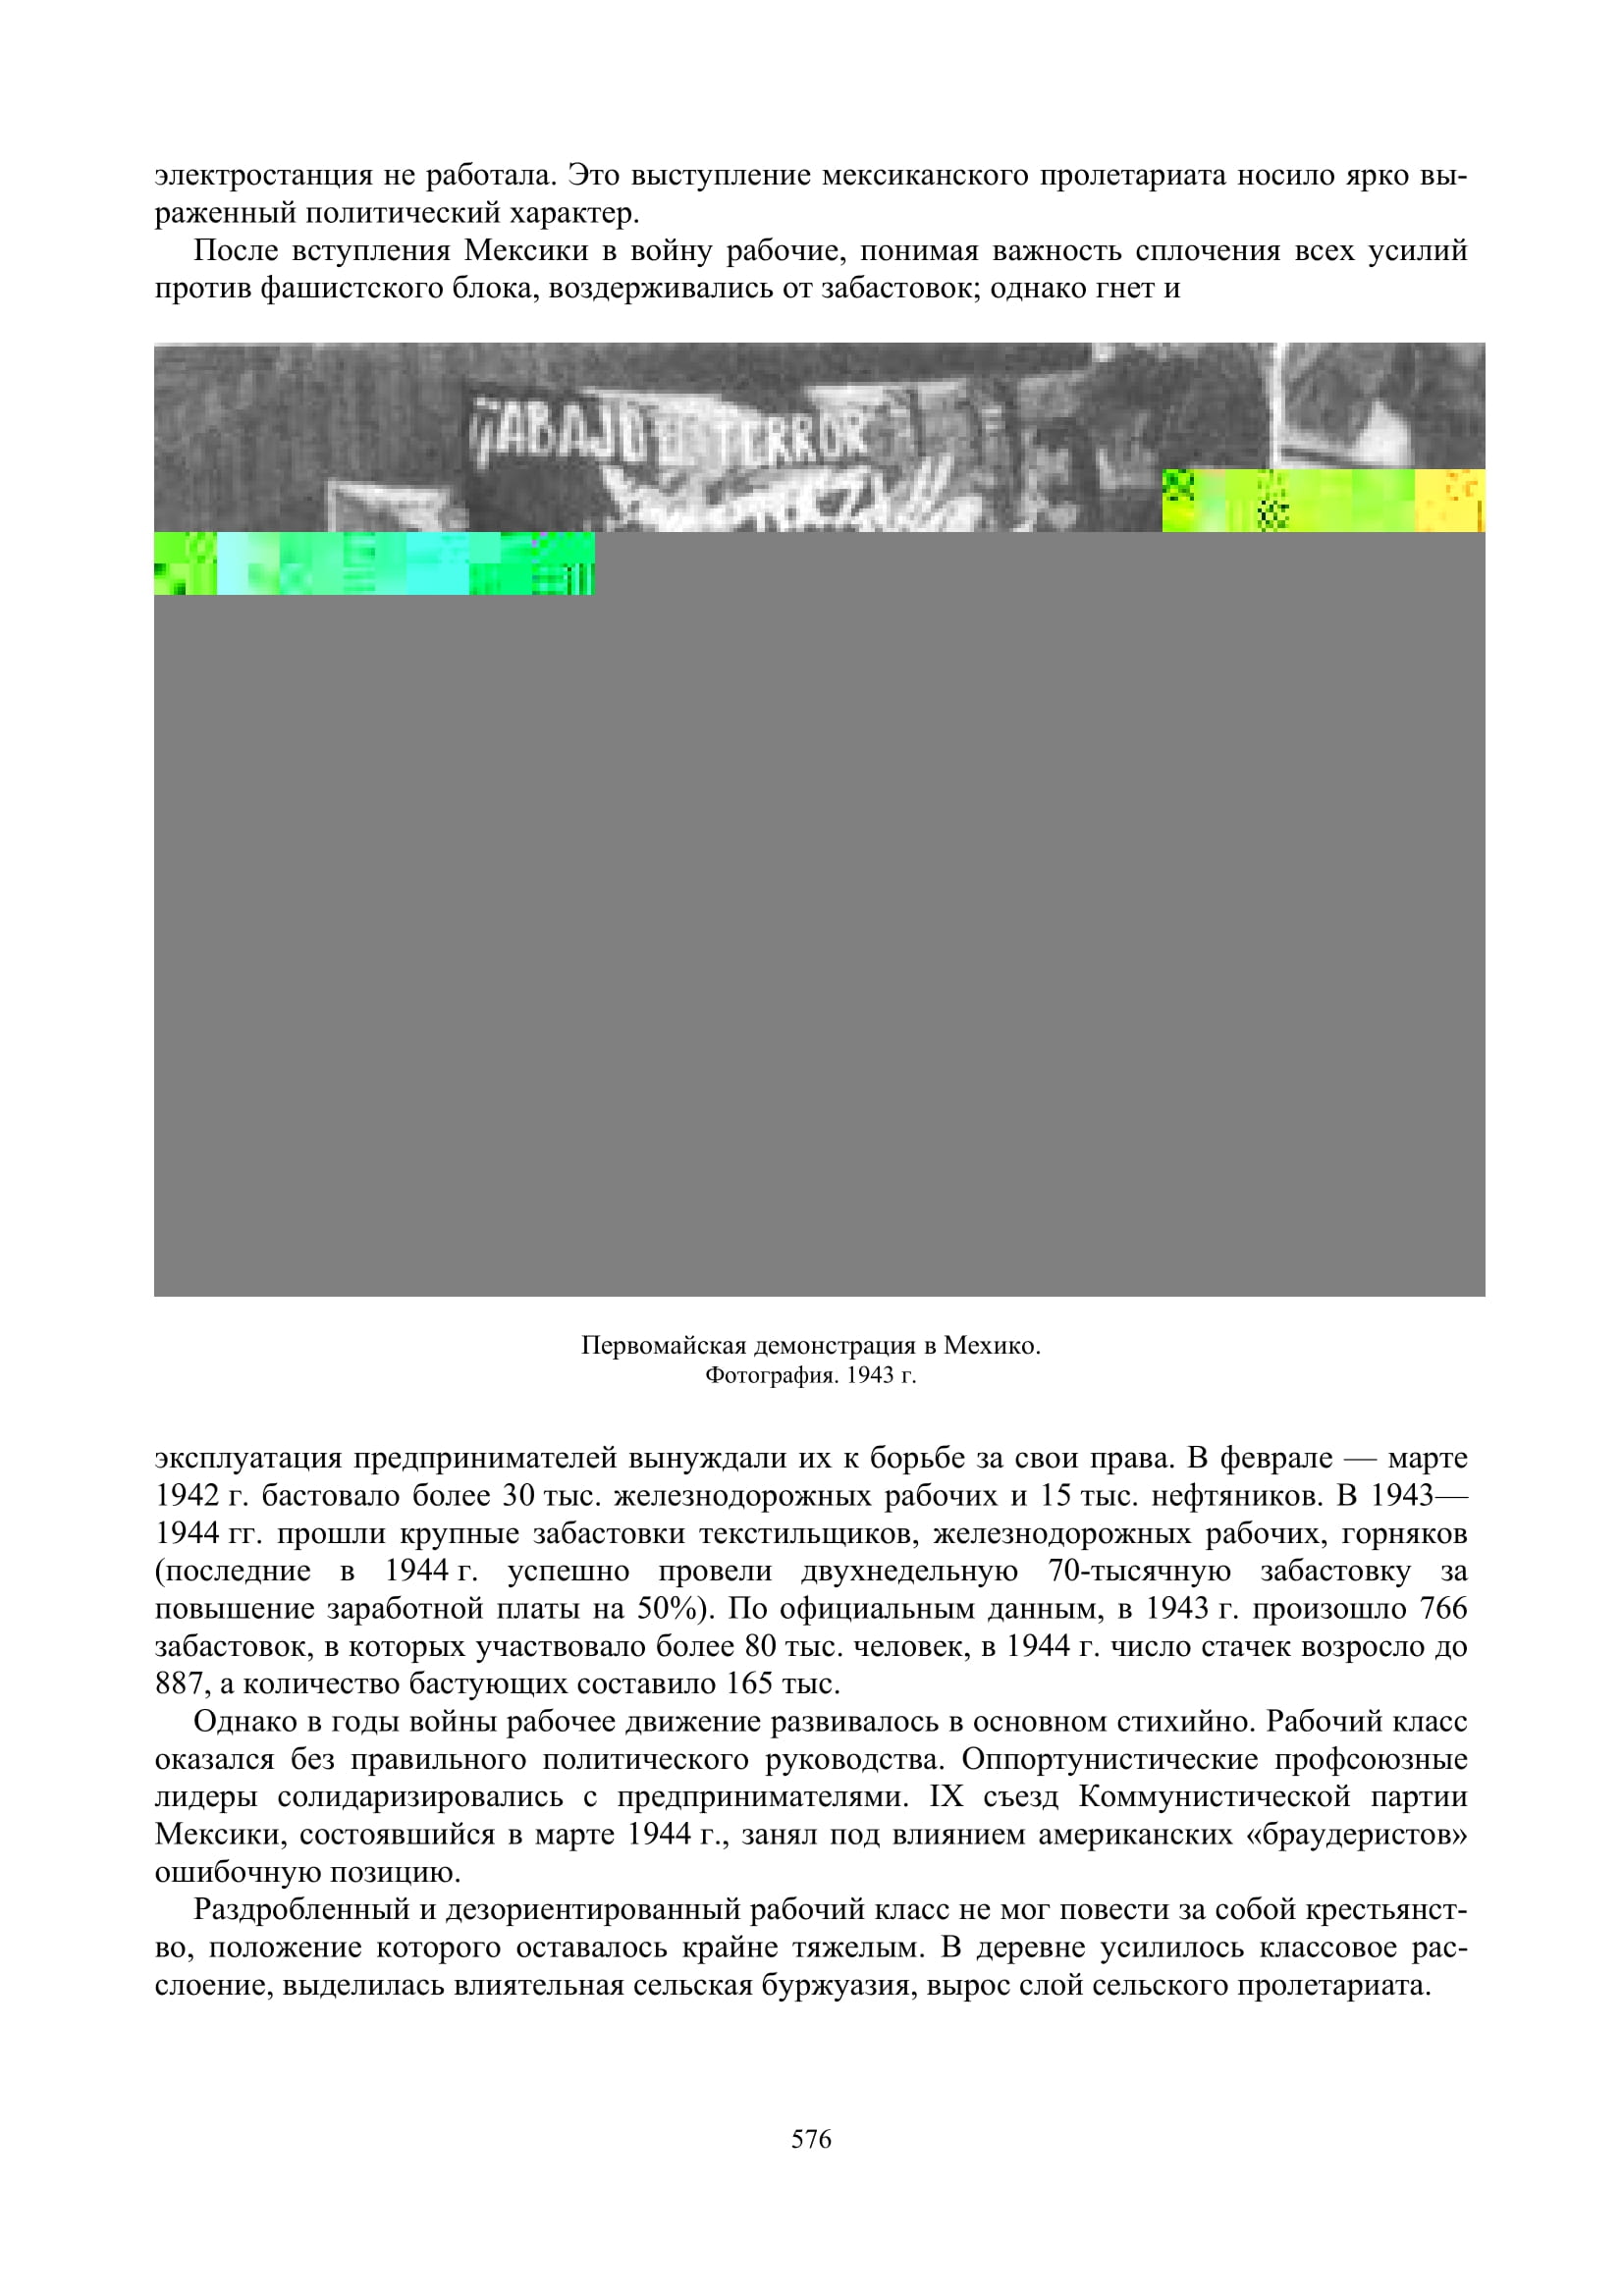 электростанция не работала. Это выступление мексиканского пролетариата носило ярко вы-
раженный политический характер.
После вступления Мексики в войну рабочие, понимая важность сплочения всех усилий
против фашистского блока, воздерживались от забастовок; однако гнет и
¡ABAJO EL TERROR
Первомайская демонстрация в Мехико.
Фотография. 1943 г.
эксплуатация предпринимателей вынуждали их к борьбе за свои права. В феврале — марте
1942 г. бастовало более 30 тыс. железнодорожных рабочих и 15 тыс. нефтяников. В 1943—
1944 гг. прошли крупные забастовки текстильщиков, железнодорожных рабочих, горняков
(последние в 1944 г. успешно провели двухнедельную 70-тысячную забастовку за
повышение заработной платы на 50%). По официальным данным, в 1943 г. произошло 766
забастовок, в которых участвовало более 80 тыс. человек, в 1944 г. число стачек возросло до
887, а количество бастующих составило 165 тыс.
Однако в годы войны рабочее движение развивалось в основном стихийно. Рабочий класс
оказался без правильного политического руководства. Оппортунистические профсоюзные
лидеры солидаризировались с предпринимателями. IX съезд Коммунистической партии
Мексики, состоявшийся в марте 1944 г., занял под влиянием американских «браудеристов»
ошибочную позицию.
Раздробленный и дезориентированный рабочий класс не мог повести за собой крестьянст-
во, положение которого оставалось крайне тяжелым. В деревне усилилось классовое рас-
слоение, выделилась влиятельная сельская буржуазия, вырос слой сельского пролетариата.
576